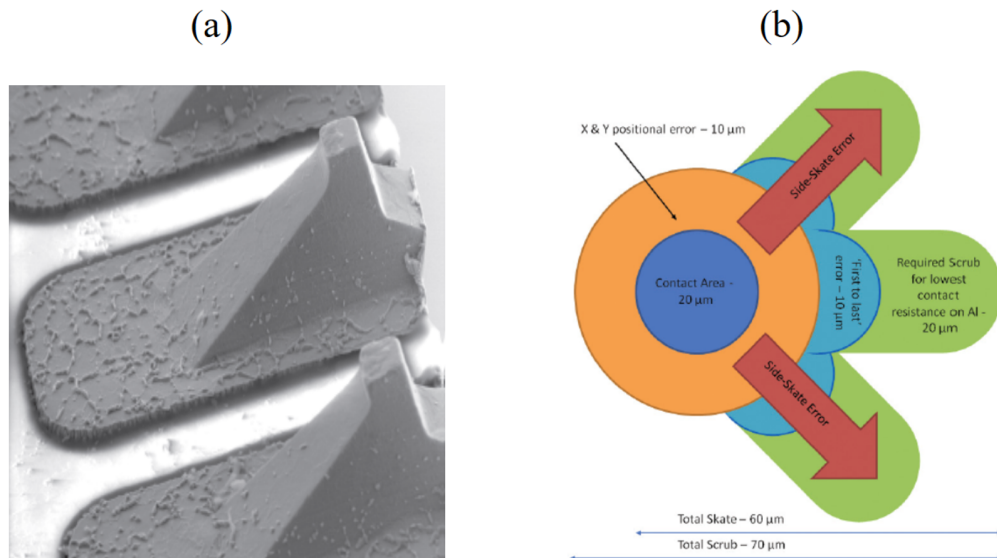 (a)
(b)
X & Y positional error – 10 µm
Side-Skate Error
Contact Area -
20 µm
'First to last'
error – 10 µm
Required Scrub
for lowest
contact
resistance on Al -
20 µm
Side-Skate Error
Total Skate – 60 µm
Total Scrub – 70 µm